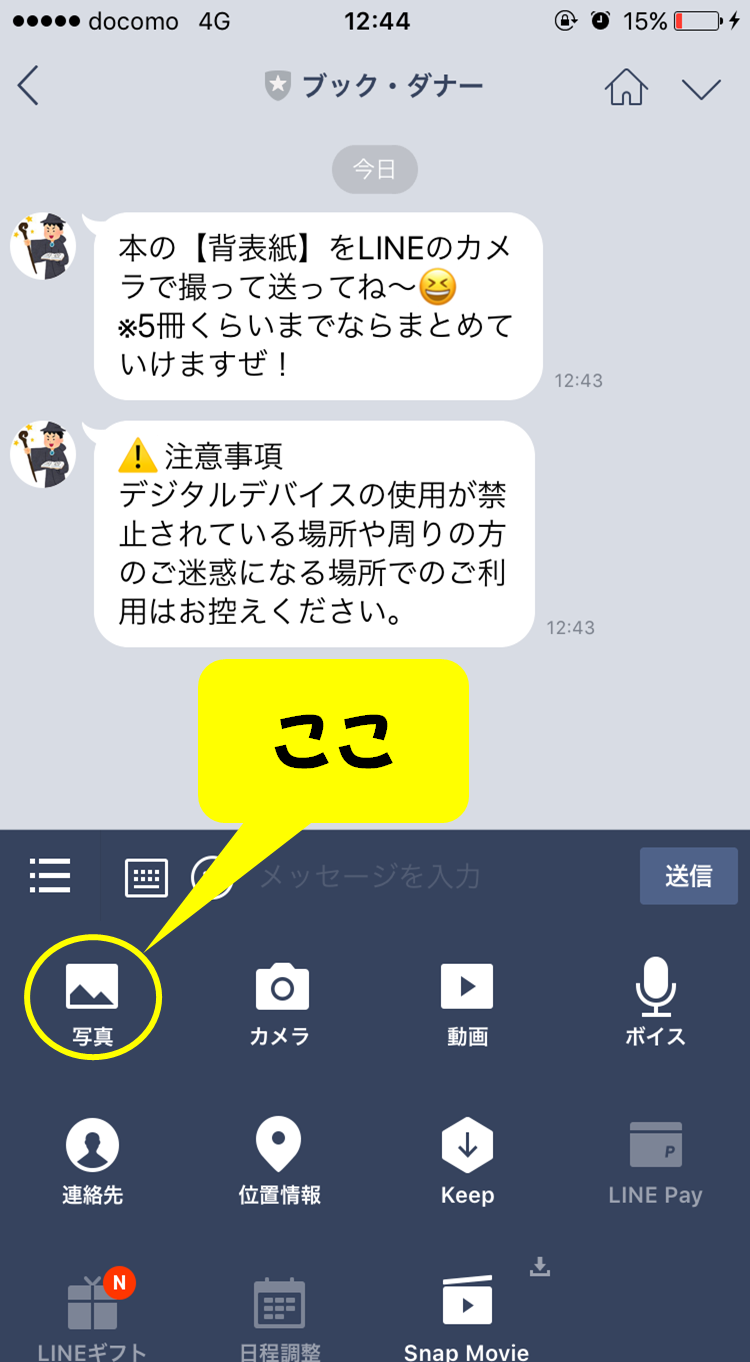 docomo 4G 12:44 15%
ブック・ダナー
今日
本の【背表紙】をLINEのカメ
ラで撮って送ってね〜😆
※5冊くらいまでならまとめて
いけますぜ！
12:43
⚠️注意事項
デジタルデバイスの使用が禁
止されている場所や周りの方
のご迷惑になる場所でのご利
用はお控えください。
12:43
ここ
メッセージを入力
送信
写真 カメラ 動画 ボイス
連絡先 位置情報 Keep LINE Pay
N
LINEギフト 日程調整 Snap Movie